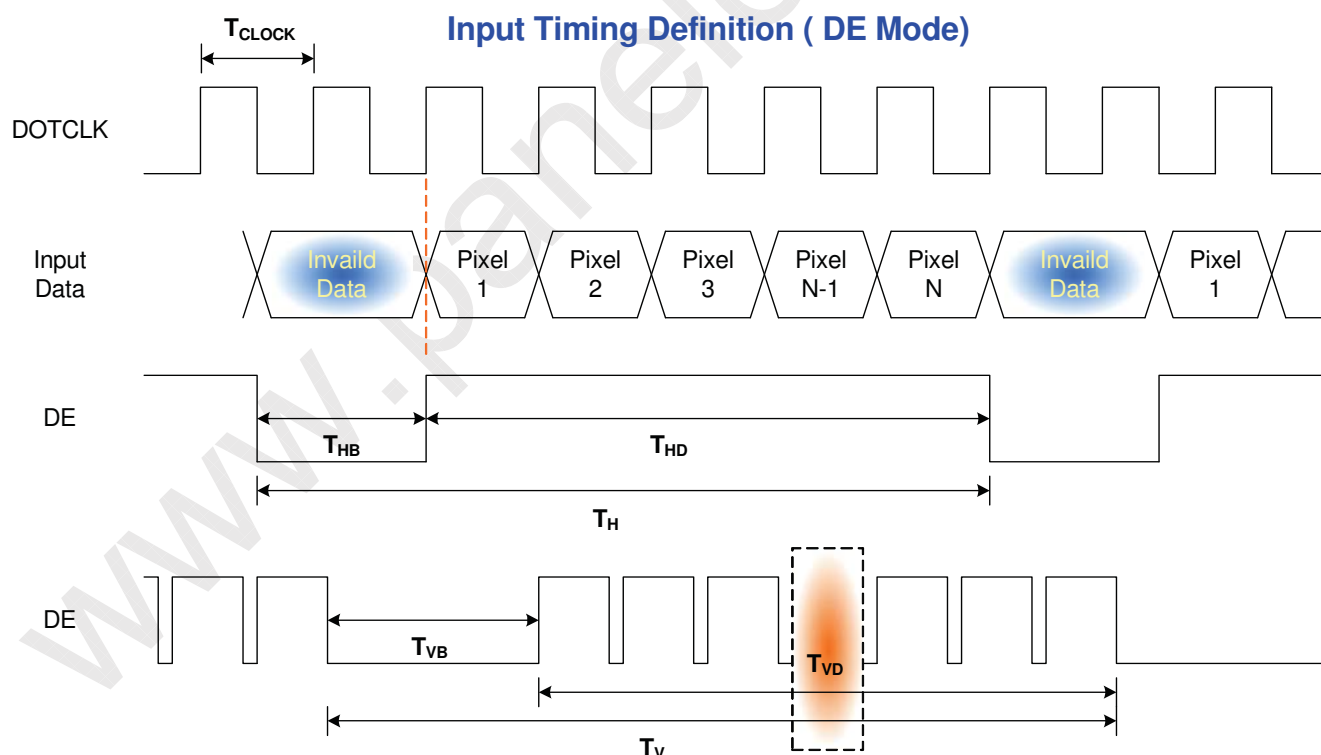 Input Timing Definition ( DE Mode)
TCLOCK
DOTCLK
Input
Data
Invaild
Data
Pixel
1
Pixel
2
Pixel
3
Pixel
N-1
Pixel
N
Invaild
Data
Pixel
1
DE
THB
THD
TH
DE
TVB
TVD
TV
www.panel